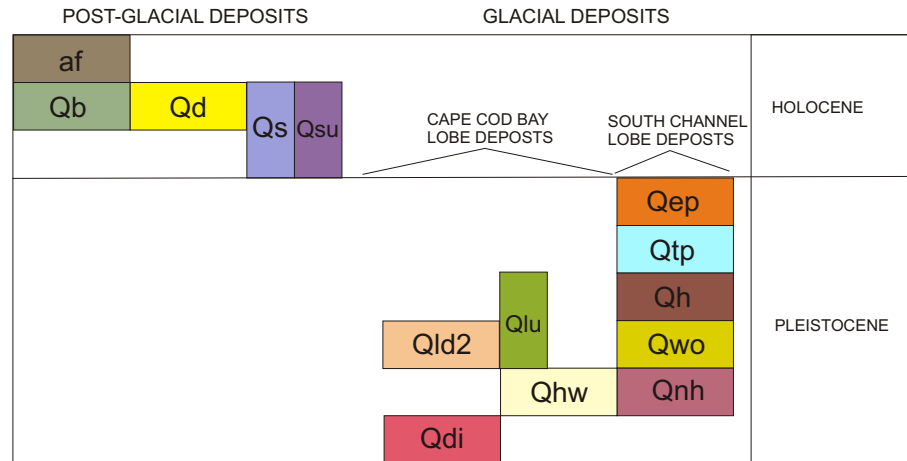 POST-GLACIAL DEPOSITS
GLACIAL DEPOSITS
af
Qb
Qd
Qs
Qsu
CAPE COD BAY
LOBE DEPOSTS
SOUTH CHANNEL
LOBE DEPOSTS
HOLOCENE
Qep
Qtp
Qh
Qlu
Qld2
Qwo
Qhw
Qnh
Qdi
PLEISTOCENE